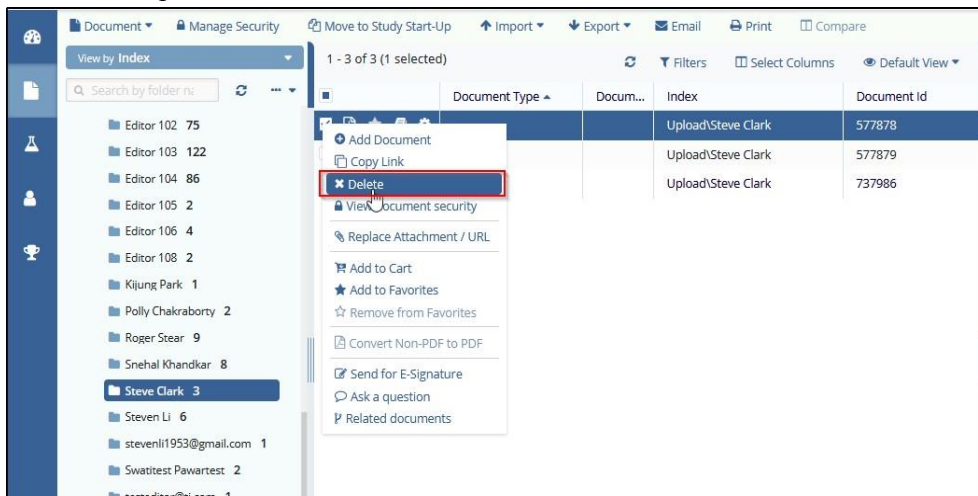 Document Manage Security Move to Study Start-Up Import Export Email Print Compare
View by Index
1 - 3 of 3 (1 selected) Filters Select Columns Default View
Search by folder na
Document Type Docum... Index Document Id
Editor 102 75
Editor 103 122
Editor 104 86
Editor 105 2
Editor 106 4
Editor 108 2
Kijung Park 1
Polly Chakraborty 2
Roger Stear 9
Snehal Khandkar 8
Steve Clark 3
Steven Li 6
stevenli1953@gmail.com 1
Swatitest Pawartest 2
Upload\Steve Clark 577878
Upload\Steve Clark 577879
Upload\Steve Clark 737986
Add Document
Copy Link
Delete
View Document security
Replace Attachment / URL
Add to Cart
Add to Favorites
Remove from Favorites
Convert Non-PDF to PDF
Send for E-Signature
Ask a question
Related documents